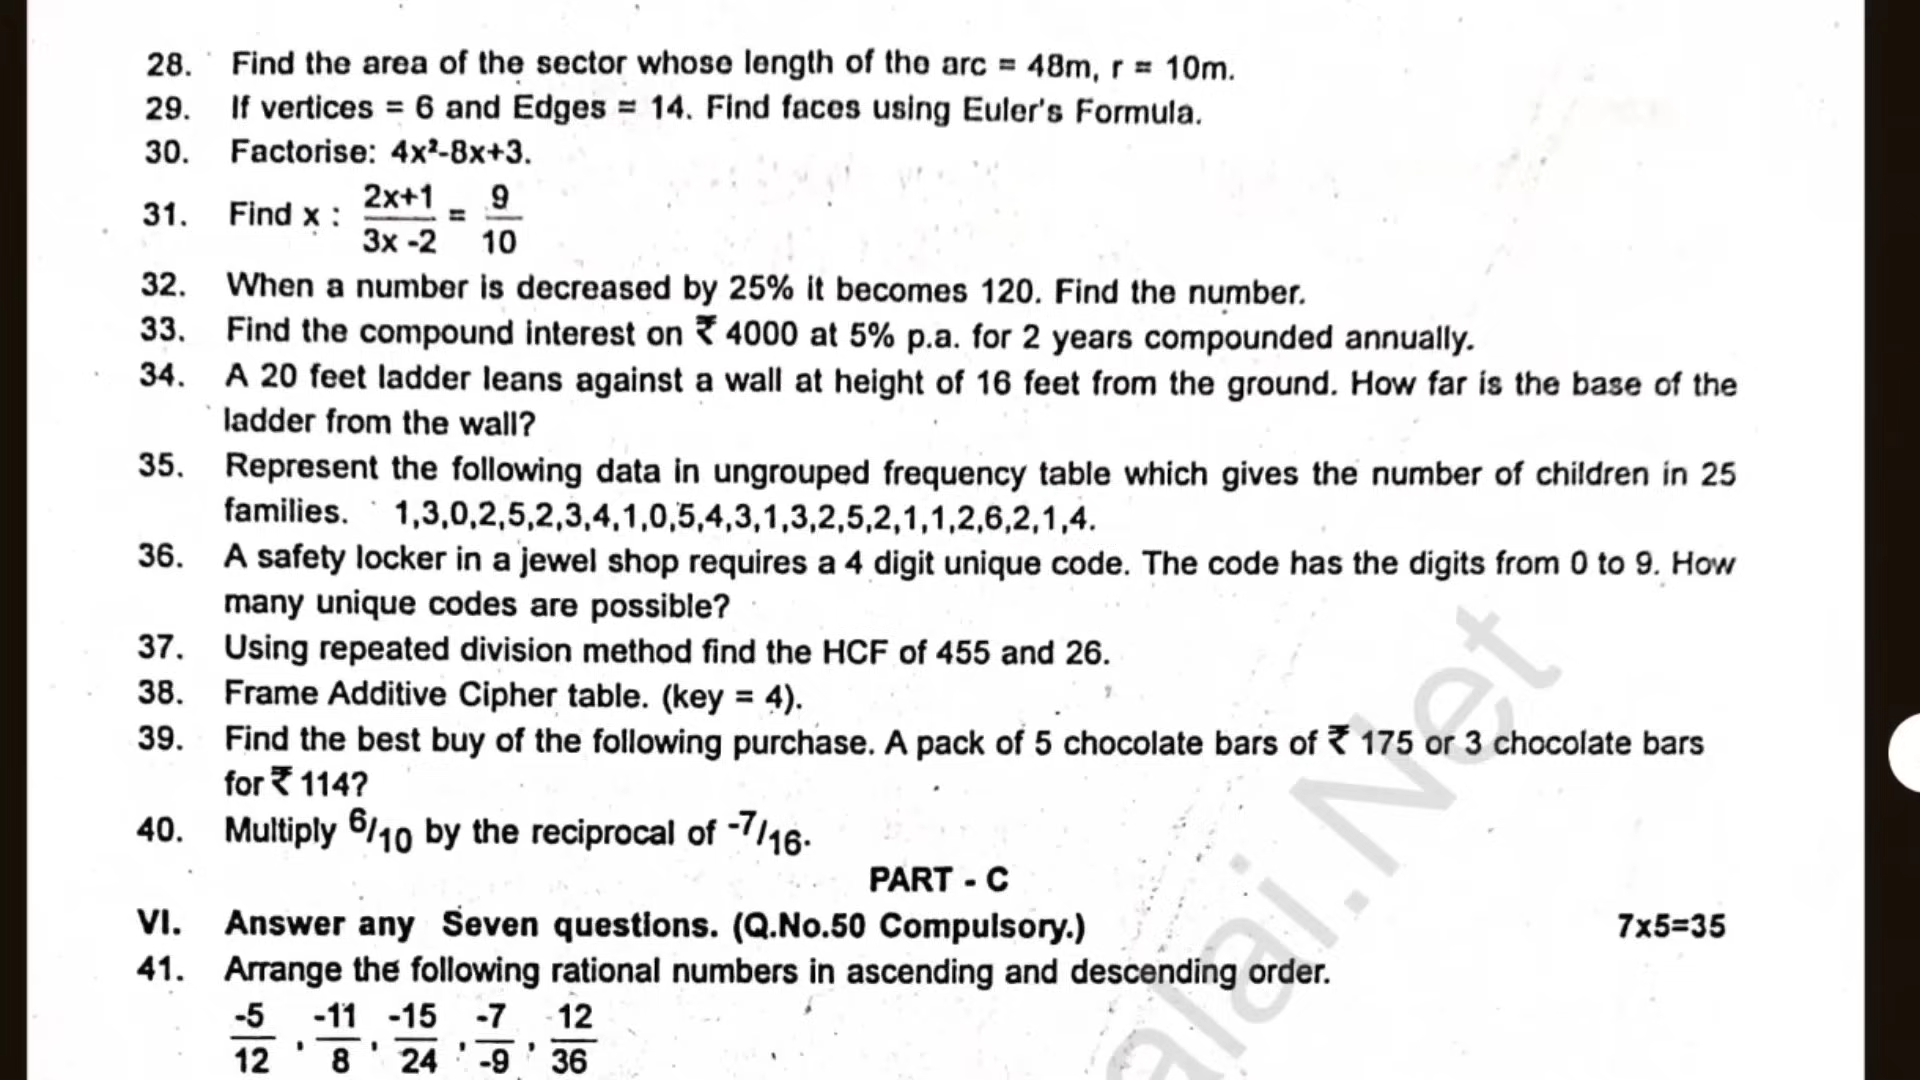 28. Find the area of the sector whose length of the arc = 48m, r = 10m.
29. If vertices = 6 and Edges = 14. Find faces using Euler's Formula.
30. Factorise: 4x²-8x+3.
31. Find x : 2x+1/3x -2 = 9/10
32. When a number is decreased by 25% it becomes 120. Find the number.
33. Find the compound interest on ₹ 4000 at 5% p.a. for 2 years compounded annually.
34. A 20 feet ladder leans against a wall at height of 16 feet from the ground. How far is the base of the
ladder from the wall?
35. Represent the following data in ungrouped frequency table which gives the number of children in 25
families. 1,3,0,2,5,2,3,4,1,0,5,4,3,1,3,2,5,2,1,1,2,6,2,1,4.
36. A safety locker in a jewel shop requires a 4 digit unique code. The code has the digits from 0 to 9. How
many unique codes are possible?
37. Using repeated division method find the HCF of 455 and 26.
38. Frame Additive Cipher table. (key = 4).
39. Find the best buy of the following purchase. A pack of 5 chocolate bars of ₹ 175 or 3 chocolate bars
for ₹ 114?
40. Multiply 6/10 by the reciprocal of -7/16.
PART - C
VI. Answer any Seven questions. (Q.No.50 Compulsory.) 7x5=35
41. Arrange the following rational numbers in ascending and descending order.
-5/12 , -11/8 , -15/24 , -7/-9 , 12/36
alai.Net